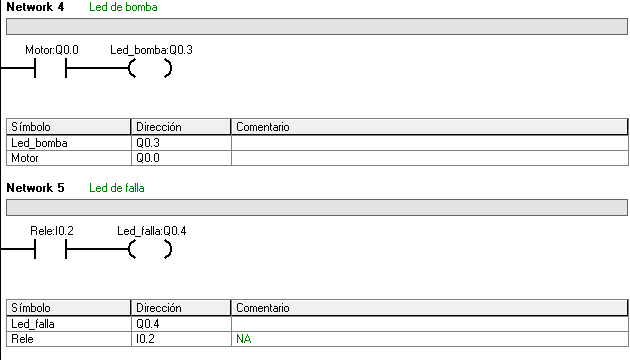 Network 4 Led de bomba
Motor:Q0.0 Led_bomba:Q0.3
Símbolo Dirección Comentario
Led_bomba Q0.3
Motor Q0.0
Network 5 Led de falla
Rele:I0.2 Led_falla:Q0.4
Símbolo Dirección Comentario
Led_falla Q0.4
Rele I0.2 NA